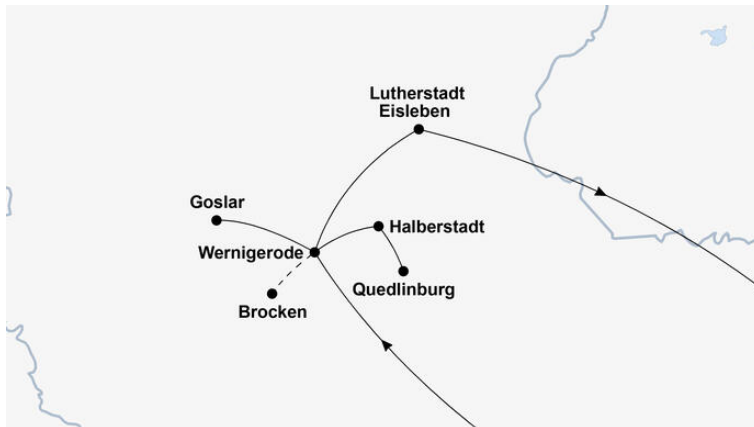 Lutherstadt
Eisleben
Goslar
Halberstadt
Wernigerode
Quedlinburg
Brocken